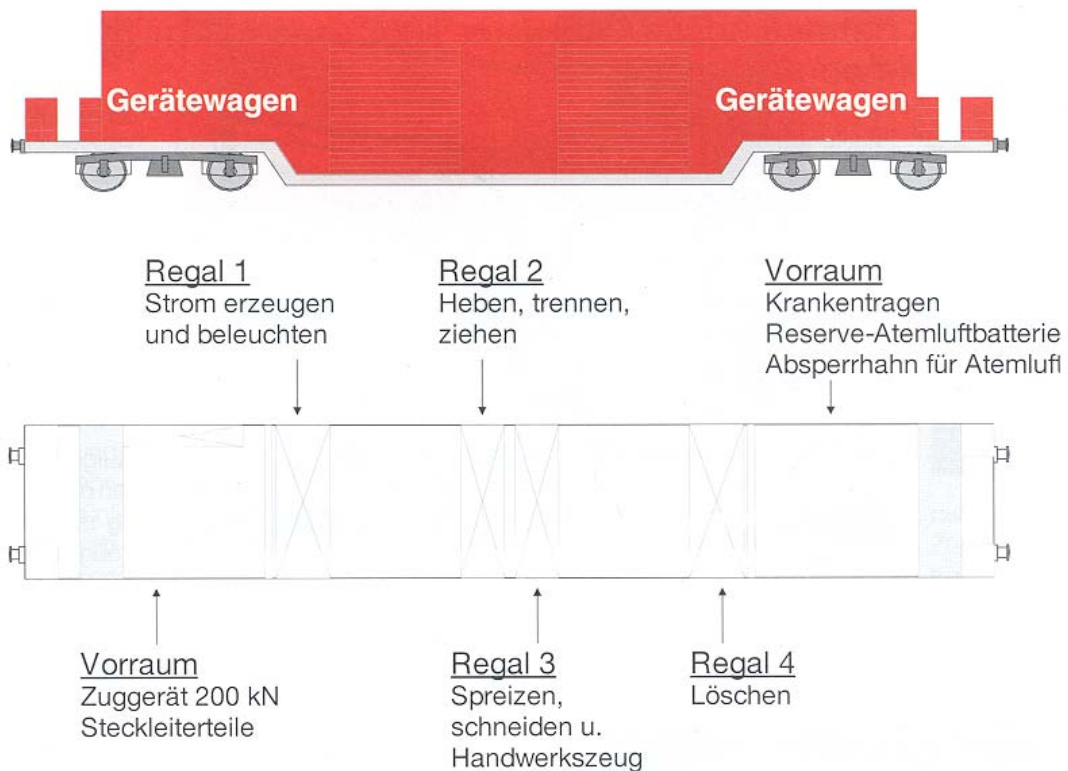 Gerätewagen
Gerätewagen
Regal 1
Strom erzeugen
und beleuchten
Regal 2
Heben, trennen,
ziehen
Vorraum
Krankentragen
Reserve-Atemluftbatterie
Absperrhahn für Atemluft
Vorraum
Zuggerät 200 kN
Steckleiterteile
Regal 3
Spreizen,
schneiden u.
Handwerkszeug
Regal 4
Löschen